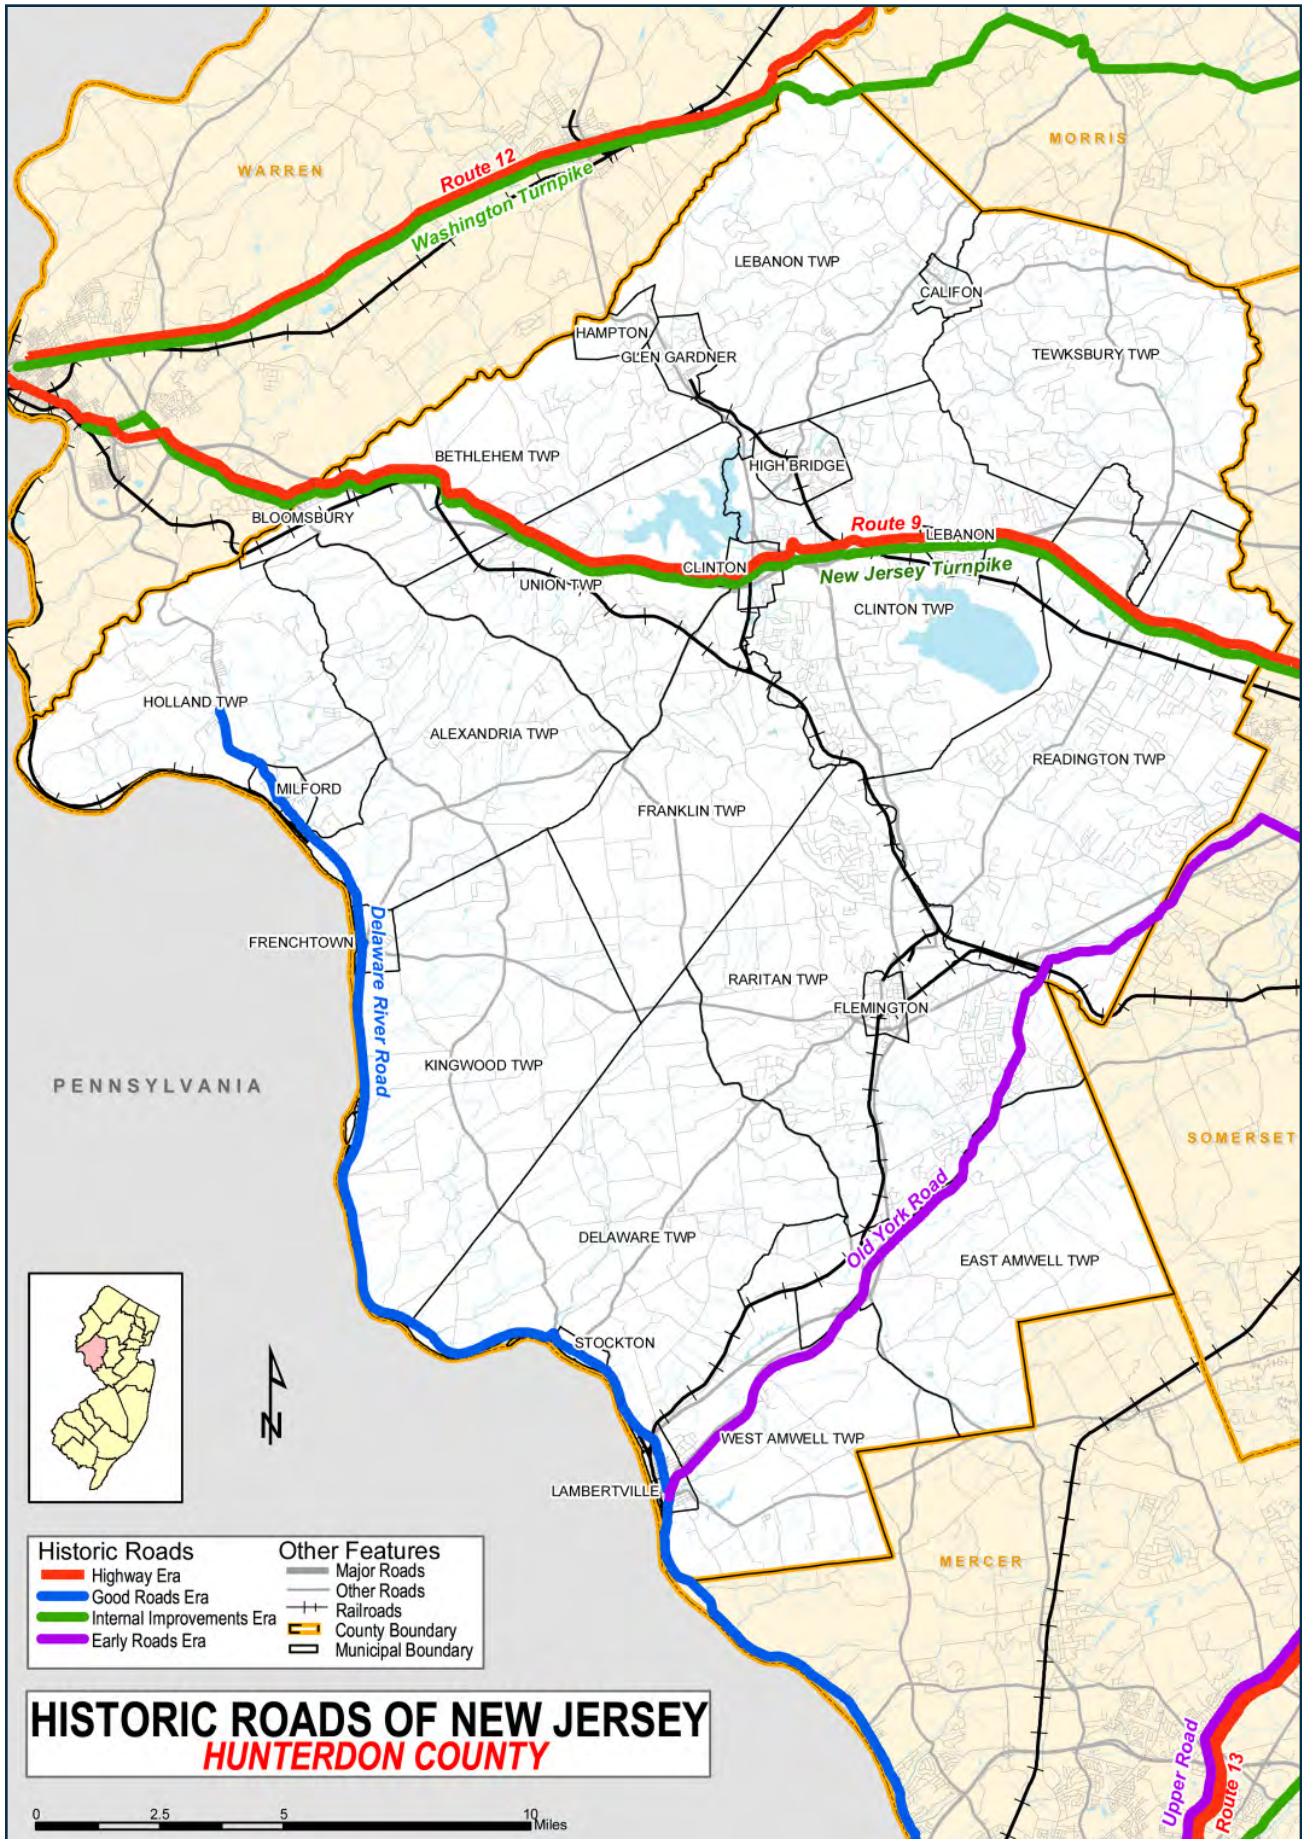 WARREN
MORRIS
Route 12
Washington Turnpike
LEBANON TWP
CALIFON
HAMPTON
GLEN GARDNER
TEWKSBURY TWP
BETHLEHEM TWP
HIGH BRIDGE
BLOOMSBURY
Route 9
LEBANON
CLINTON
New Jersey Turnpike
UNION TWP
CLINTON TWP
HOLLAND TWP
ALEXANDRIA TWP
READINGTON TWP
MILFORD
FRANKLIN TWP
FRENCHTOWN
Delaware River Road
RARITAN TWP
FLEMINGTON
KINGWOOD TWP
PENNSYLVANIA
SOMERSET
Old York Road
DELAWARE TWP
EAST AMWELL TWP
STOCKTON
N
WEST AMWELL TWP
LAMBERTVILLE
MERCER
Upper Road
Route 13
Historic Roads
Highway Era
Good Roads Era
Internal Improvements Era
Early Roads Era
Other Features
Major Roads
Other Roads
Railroads
County Boundary
Municipal Boundary
HISTORIC ROADS OF NEW JERSEY
HUNTERDON COUNTY
0 2.5 5 10
Miles